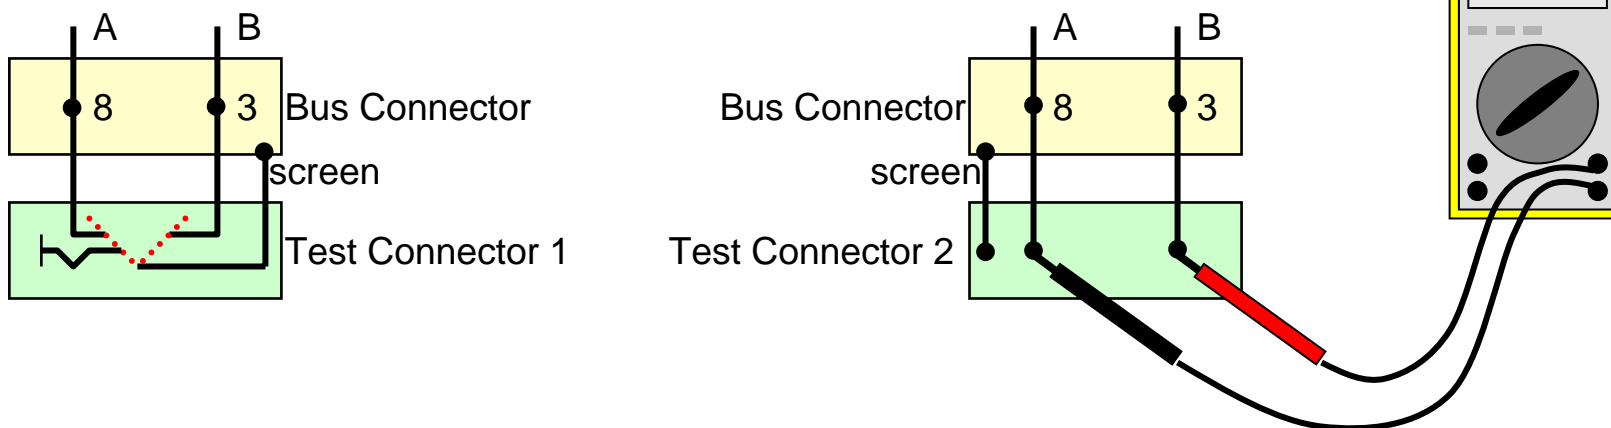 A B A B
8 3 Bus Connector Bus Connector 8 3
screen screen
Test Connector 1 Test Connector 2